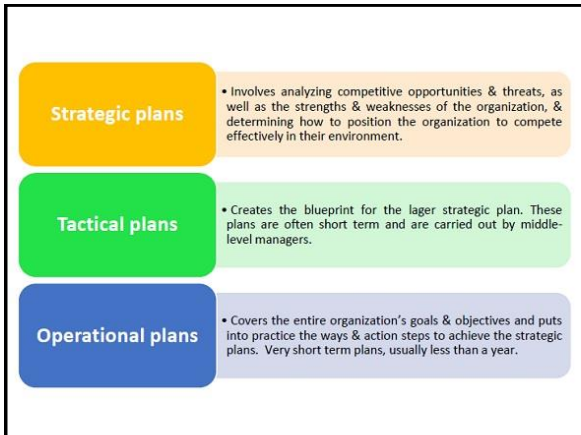 Strategic plans
• Involves analyzing competitive opportunities & threats, as
well as the strengths & weaknesses of the organization, &
determining how to position the organization to compete
effectively in their environment.
Tactical plans
• Creates the blueprint for the lager strategic plan. These
plans are often short term and are carried out by middle-
level managers.
Operational plans
• Covers the entire organization's goals & objectives and puts
into practice the ways & action steps to achieve the strategic
plans. Very short term plans, usually less than a year.